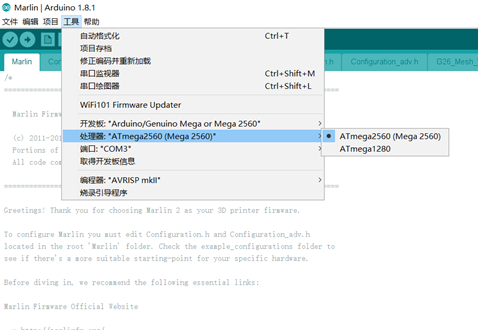 Marlin | Arduino 1.8.1
文件 编辑 项目 工具 帮助
自动格式化 Ctrl+T
项目存档
修正编码并重新加载
串口监视器 Ctrl+Shift+M
串口绘图器 Ctrl+Shift+L
WiFi101 Firmware Updater
开发板: "Arduino/Genuino Mega or Mega 2560"
处理器: "ATmega2560 (Mega 2560)"
ATmega2560 (Mega 2560)
ATmega1280
端口: "COM3"
取得开发板信息
编程器: "AVRISP mkII"
烧录引导程序
Marlin
Configuration_adv.h
G26_Mesh_
/*
Marlin Firm
(c) 2011-201
Portions of
All code com
Greetings! Thank you for choosing Marlin 2 as your 3D printer firmware.
To configure Marlin you must edit Configuration.h and Configuration_adv.h
located in the root 'Marlin' folder. Check the example_configurations folder to
see if there's a more suitable starting-point for your specific hardware.
Before diving in, we recommend the following essential links:
Marlin Firmware Official Website